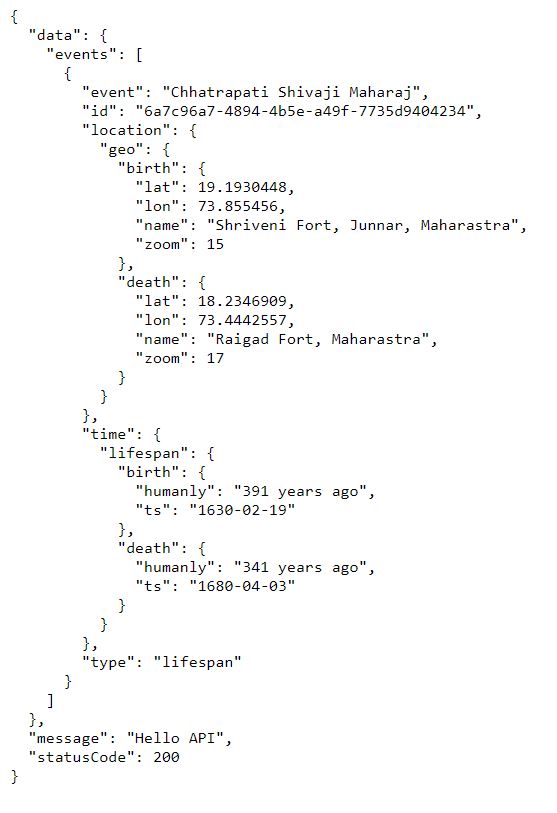 {
  "data": {
    "events": [
      {
        "event": "Chhatrapati Shivaji Maharaj",
        "id": "6a7c96a7-4894-4b5e-a49f-7735d9404234",
        "location": {
          "geo": {
            "birth": {
              "lat": 19.1930448,
              "lon": 73.855456,
              "name": "Shriveni Fort, Junnar, Maharastra",
              "zoom": 15
            },
            "death": {
              "lat": 18.2346909,
              "lon": 73.4442557,
              "name": "Raigad Fort, Maharastra",
              "zoom": 17
            }
          }
        },
        "time": {
          "lifespan": {
            "birth": {
              "humanly": "391 years ago",
              "ts": "1630-02-19"
            },
            "death": {
              "humanly": "341 years ago",
              "ts": "1680-04-03"
            }
          }
        },
        "type": "lifespan"
      }
    ]
  },
  "message": "Hello API",
  "statusCode": 200
}